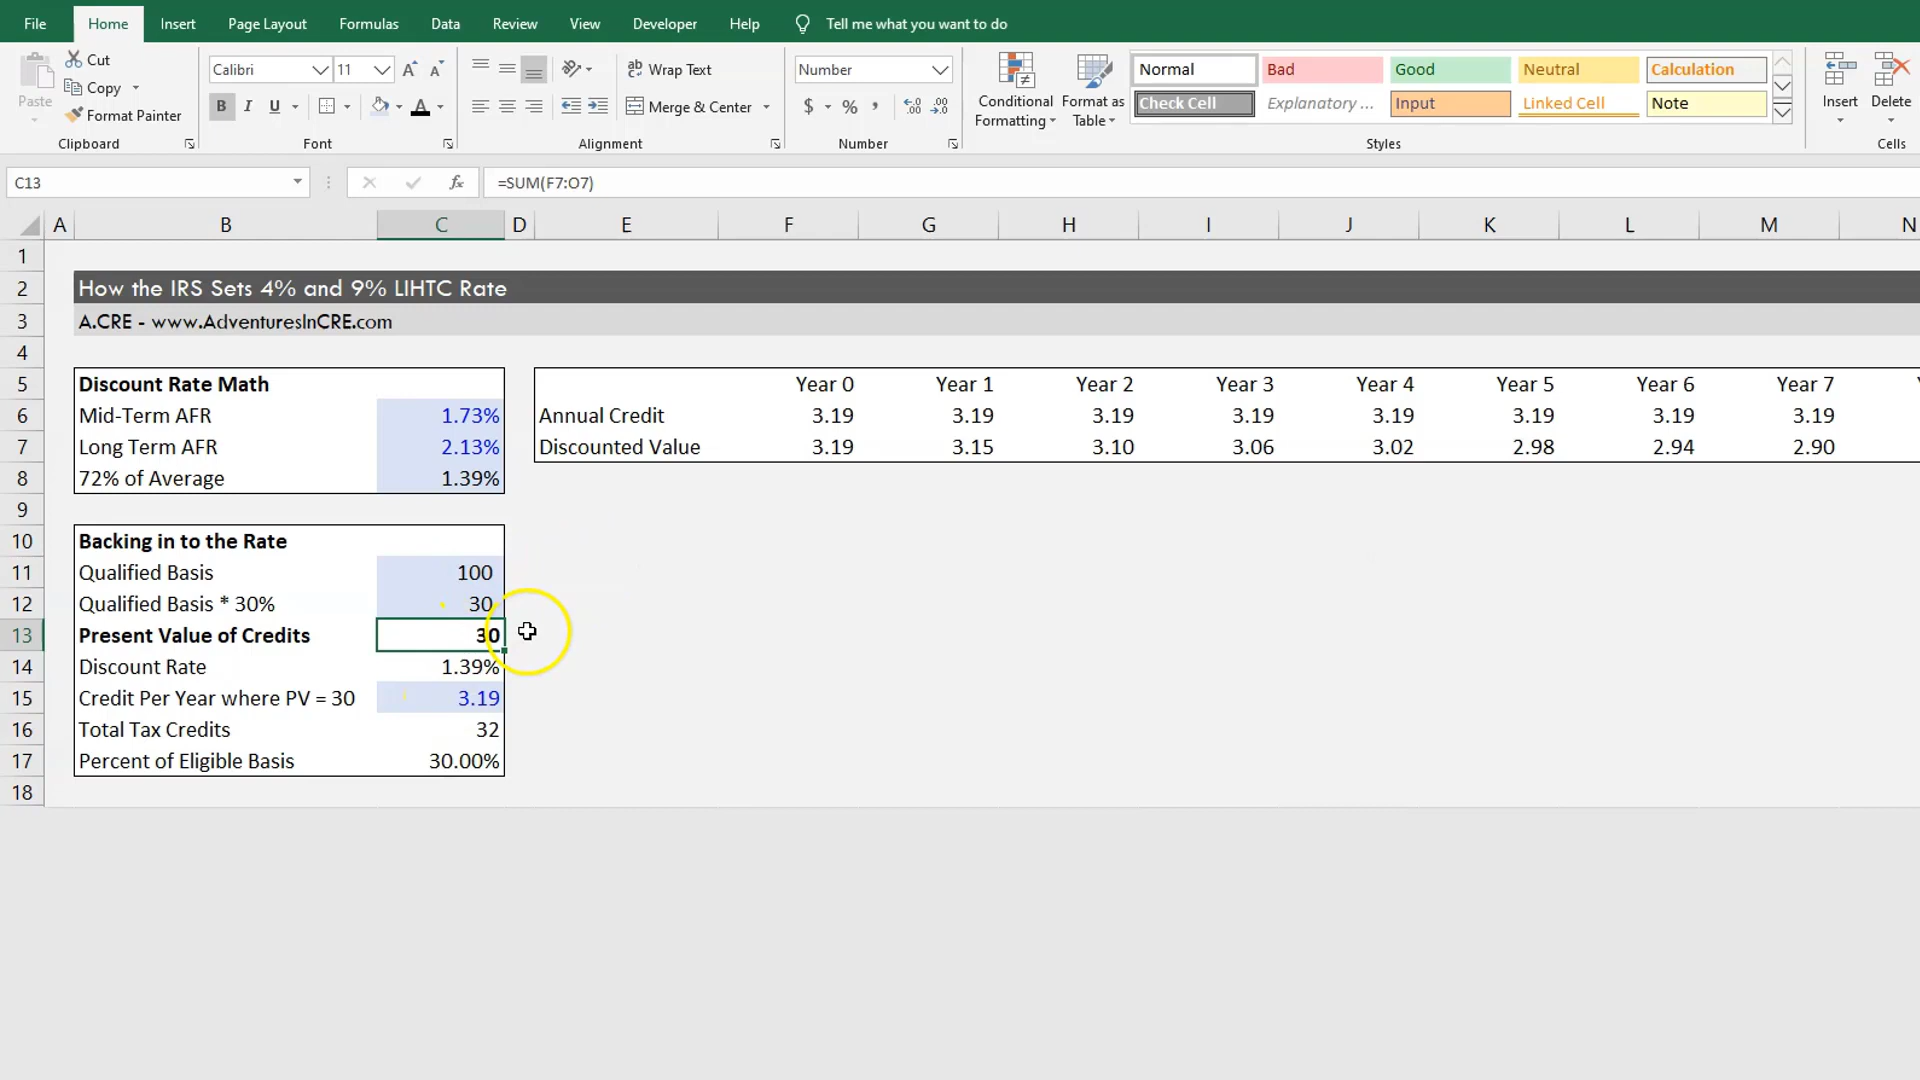 File Home Insert Page Layout Formulas Data Review View Developer Help Tell me what you want to do
Paste Cut Copy Format Painter Clipboard
Calibri 11 A A B I U A Font
Wrap Text Merge & Center Alignment
Number $ % , Number
Conditional Formatting Format as Table
Normal Bad Good Neutral Calculation
Check Cell Explanatory ... Input Linked Cell Note
Styles
Insert Delete Cells
C13 fx =SUM(F7:O7)
A B C D E F G H I J K L M N
1
2 How the IRS Sets 4% and 9% LIHTC Rate
3 A.CRE - www.AdventuresInCRE.com
4
5 Discount Rate Math Year 0 Year 1 Year 2 Year 3 Year 4 Year 5 Year 6 Year 7
6 Mid-Term AFR 1.73% Annual Credit 3.19 3.19 3.19 3.19 3.19 3.19 3.19 3.19
7 Long Term AFR 2.13% Discounted Value 3.19 3.15 3.10 3.06 3.02 2.98 2.94 2.90
8 72% of Average 1.39%
9
10 Backing in to the Rate
11 Qualified Basis 100
12 Qualified Basis * 30% 30
13 Present Value of Credits 30
14 Discount Rate 1.39%
15 Credit Per Year where PV = 30 3.19
16 Total Tax Credits 32
17 Percent of Eligible Basis 30.00%
18